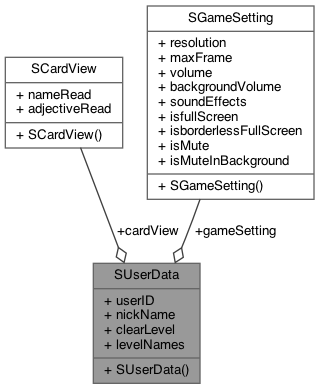 SGameSetting
+ resolution
+ maxFrame
+ volume
+ backgroundVolume
+ soundEffects
+ isfullScreen
+ isborderlessFullScreen
+ isMute
+ isMuteInBackground
+ SGameSetting()
SCardView
+ nameRead
+ adjectiveRead
+ SCardView()
+cardView
+gameSetting
SUserData
+ userID
+ nickName
+ clearLevel
+ levelNames
+ SUserData()